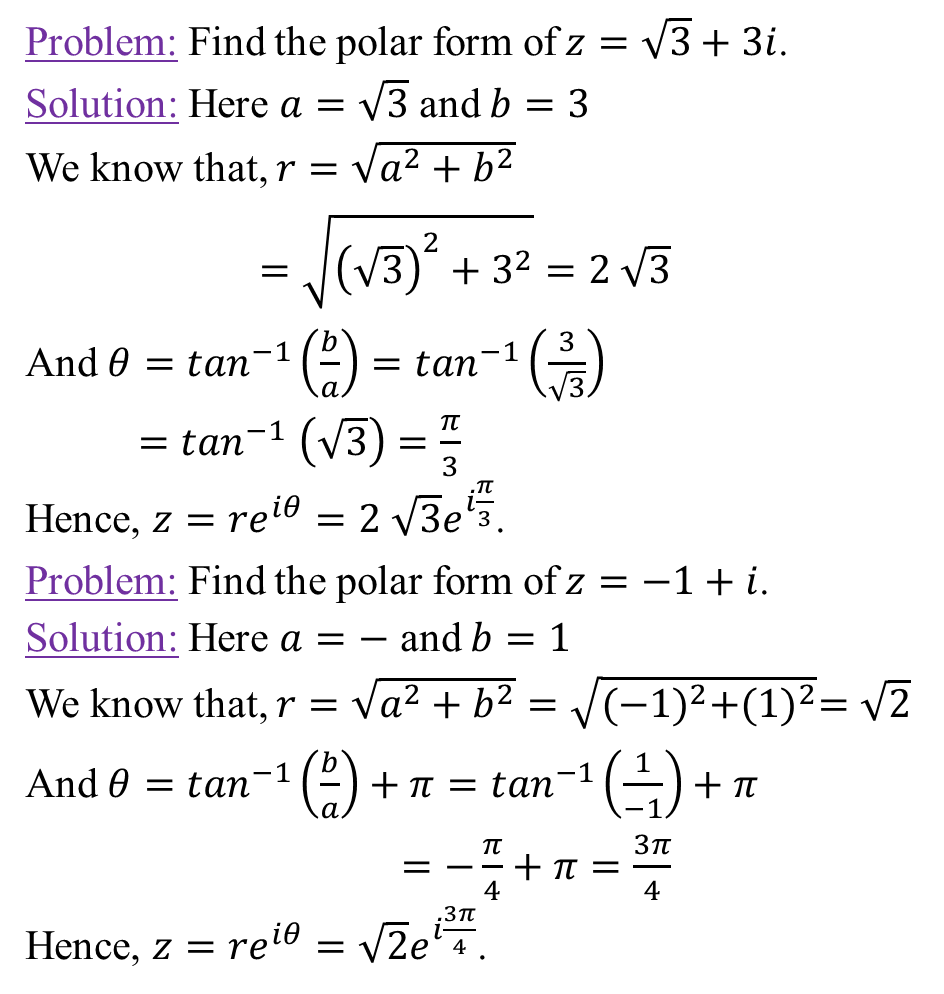 Problem: Find the polar form of z = √3 + 3i.
Solution: Here a = √3 and b = 3
We know that, r = √(a² + b²)
= √((√3)² + 3²) = 2 √3
And θ = tan⁻¹(b/a) = tan⁻¹(3/√3)
= tan⁻¹ (√3) = π/3
Hence, z = re^(iθ) = 2 √3e^(iπ/3).
Problem: Find the polar form of z = −1 + i.
Solution: Here a = − and b = 1
We know that, r = √(a² + b²) = √((−1)²+(1)²)= √2
And θ = tan⁻¹(b/a) + π = tan⁻¹(1/−1) + π
= −π/4 + π = 3π/4
Hence, z = re^(iθ) = √2e^(i3π/4).